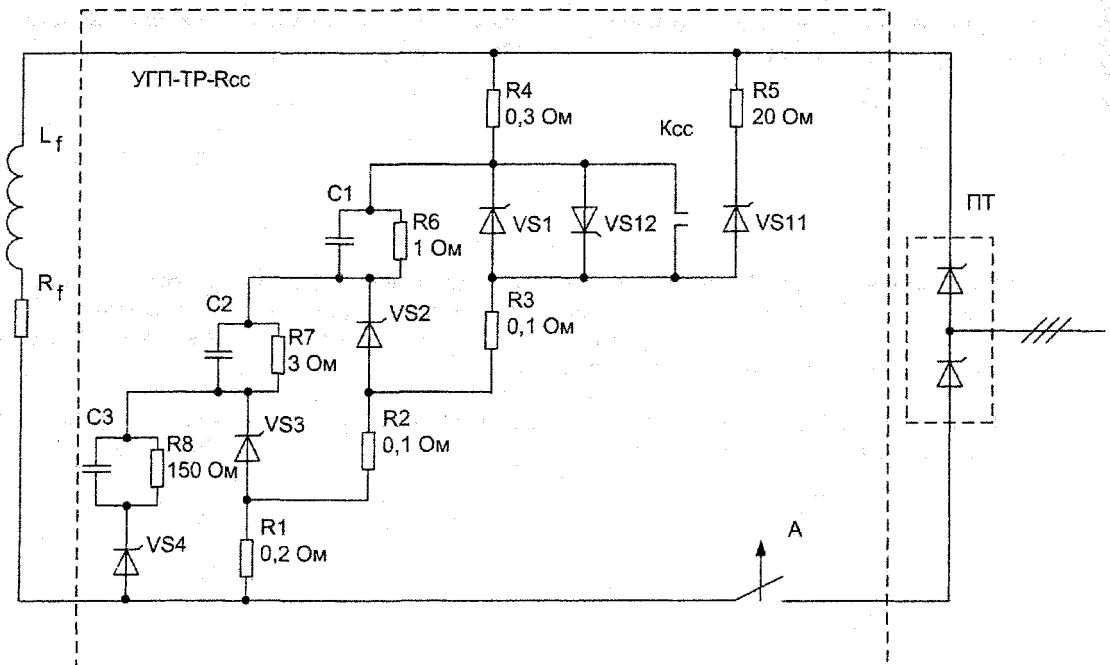 УГП-ТР-Rcc
L f
R f
R4
0,3 Ом
R5
20 Ом
Kcc
C1
R6
1 Ом
VS1
VS12
VS11
ПТ
C2
R7
3 Ом
VS2
R3
0,1 Ом
C3
R8
150 Ом
VS3
R2
0,1 Ом
VS4
R1
0,2 Ом
A